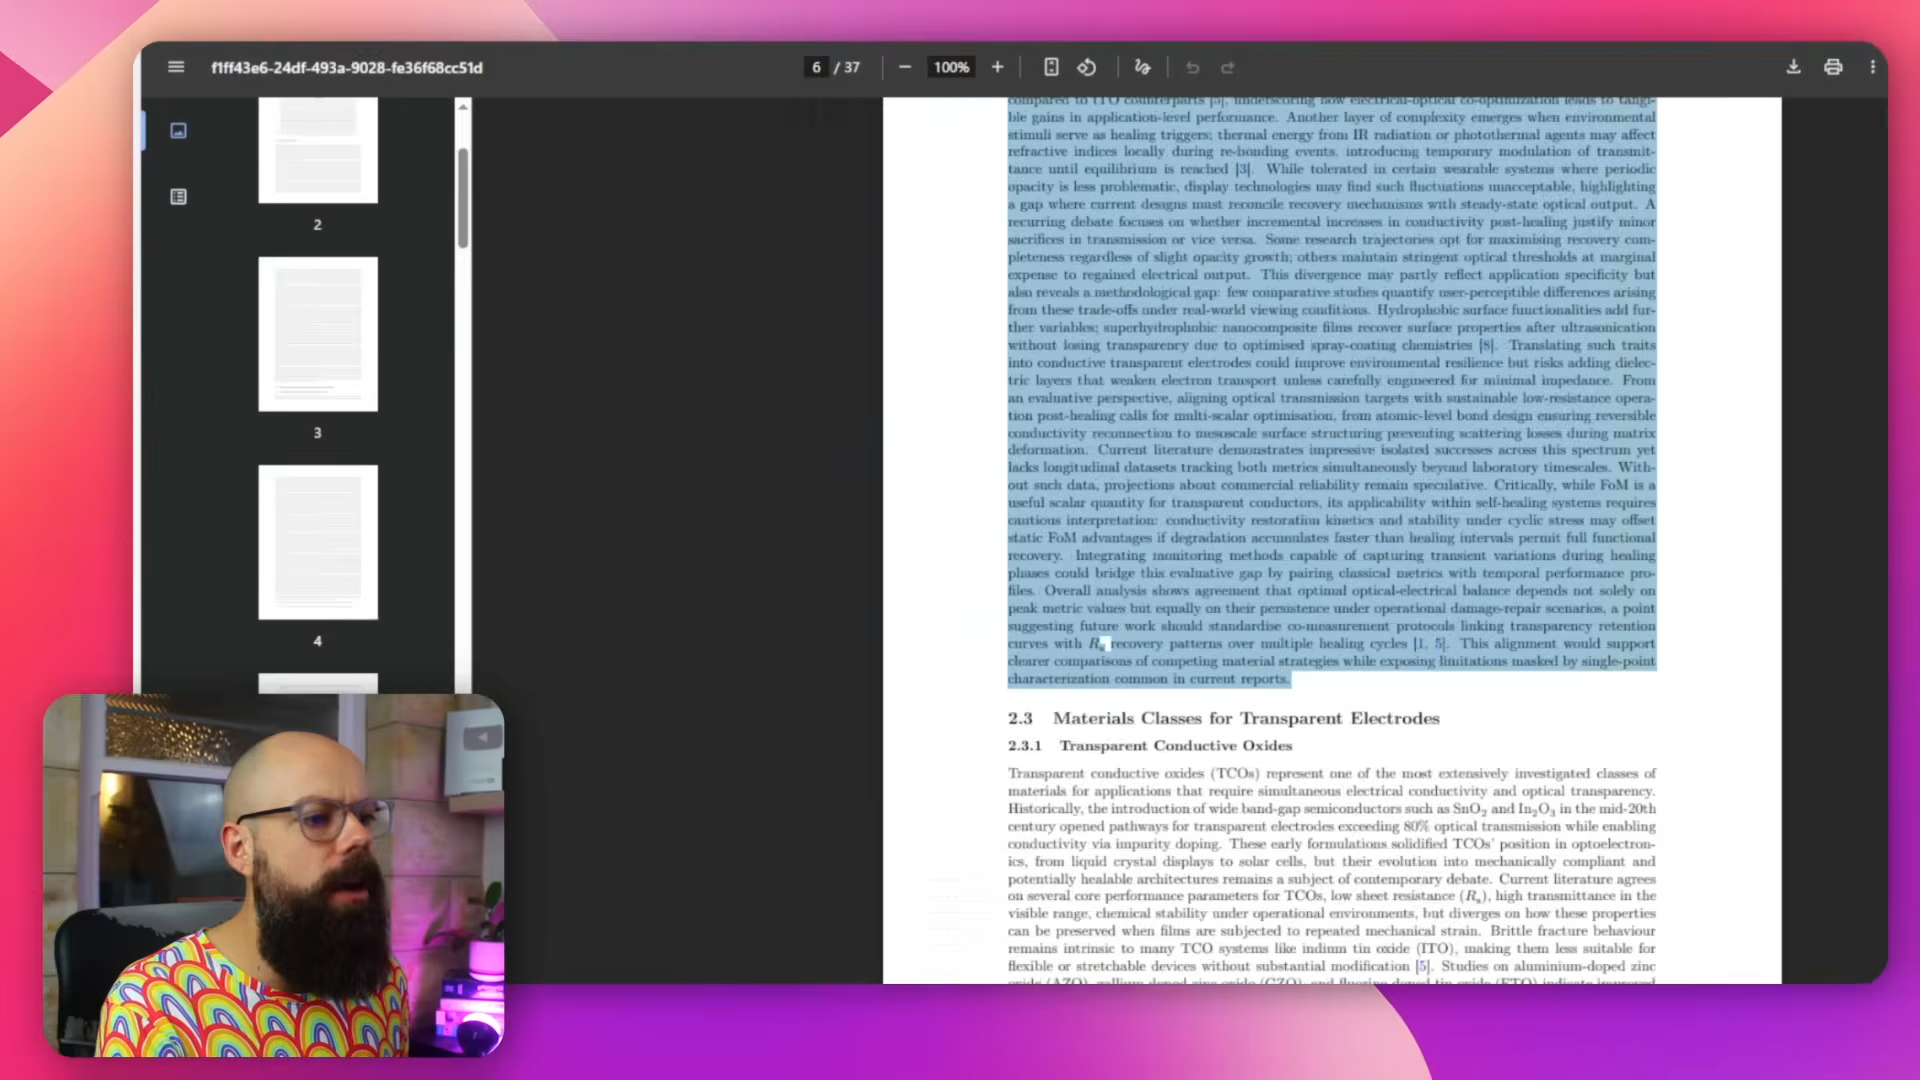 f1ff43e6-24df-493a-9028-fe36f68cc51d
6 / 37
100%
2
3
4
compared to ITO counterparts [5], underscoring how electrical-optical co-optimization leads to tangi-
ble gains in application-level performance. Another layer of complexity emerges when environmental
stimuli serve as healing triggers; thermal energy from IR radiation or photothermal agents may affect
refractive indices locally during re-bonding events, introducing temporary modulation of transmit-
tance until equilibrium is reached [3]. While tolerated in certain wearable systems where periodic
opacity is less problematic, display technologies may find such fluctuations unacceptable, highlighting
a gap where current designs must reconcile recovery mechanisms with steady-state optical output. A
recurring debate focuses on whether incremental increases in conductivity post-healing justify minor
sacrifices in transmission or vice versa. Some research trajectories opt for maximising recovery com-
pleteness regardless of slight opacity growth; others maintain stringent optical thresholds at marginal
expense to regained electrical output. This divergence may partly reflect application specificity but
also reveals a methodological gap: few comparative studies quantify user-perceptible differences arising
from these trade-offs under real-world viewing conditions. Hydrophobic surface functionalities add fur-
ther variables; superhydrophobic nanocomposite films recover surface properties after ultrasonication
without losing transparency due to optimised spray-coating chemistries [8]. Translating such traits
into conductive transparent electrodes could improve environmental resilience but risks adding dielec-
tric layers that weaken electron transport unless carefully engineered for minimal impedance. From
an evaluative perspective, aligning optical transmission targets with sustainable low-resistance opera-
tion post-healing calls for multi-scalar optimisation, from atomic-level bond design ensuring reversible
conductivity reconnection to mesoscale surface structuring preventing scattering losses during matrix
deformation. Current literature demonstrates impressive isolated successes across this spectrum yet
lacks longitudinal datasets tracking both metrics simultaneously beyond laboratory timescales. With-
out such data, projections about commercial reliability remain speculative. Critically, while FoM is a
useful scalar quantity for transparent conductors, its applicability within self-healing systems requires
cautious interpretation: conductivity restoration kinetics and stability under cyclic stress may offset
static FoM advantages if degradation accumulates faster than healing intervals permit full functional
recovery. Integrating monitoring methods capable of capturing transient variations during healing
phases could bridge this evaluative gap by pairing classical metrics with temporal performance pro-
files. Overall analysis shows agreement that optimal optical-electrical balance depends not solely on
peak metric values but equally on their persistence under operational damage-repair scenarios, a point
suggesting future work should standardise co-measurement protocols linking transparency retention
curves with Rs recovery patterns over multiple healing cycles [1, 5]. This alignment would support
clearer comparisons of competing material strategies while exposing limitations masked by single-point
characterization common in current reports.
2.3 Materials Classes for Transparent Electrodes
2.3.1 Transparent Conductive Oxides
Transparent conductive oxides (TCOs) represent one of the most extensively investigated classes of
materials for applications that require simultaneous electrical conductivity and optical transparency.
Historically, the introduction of wide band-gap semiconductors such as SnO2 and In2O3 in the mid-20th
century opened pathways for transparent electrodes exceeding 80% optical transmission while enabling
conductivity via impurity doping. These early formulations solidified TCOs' position in optoelectron-
ics, from liquid crystal displays to solar cells, but their evolution into mechanically compliant and
potentially healable architectures remains a subject of contemporary debate. Current literature agrees
on several core performance parameters for TCOs, low sheet resistance (Rs), high transmittance in the
visible range, chemical stability under operational environments, but diverges on how these properties
can be preserved when films are subjected to repeated mechanical strain. Brittle fracture behaviour
remains intrinsic to many TCO systems like indium tin oxide (ITO), making them less suitable for
flexible or stretchable devices without substantial modification [5]. Studies on aluminium-doped zinc
oxide (AZO), gallium-doped zinc oxide (GZO), and fluorine-doped tin oxide (FTO) indicate improved